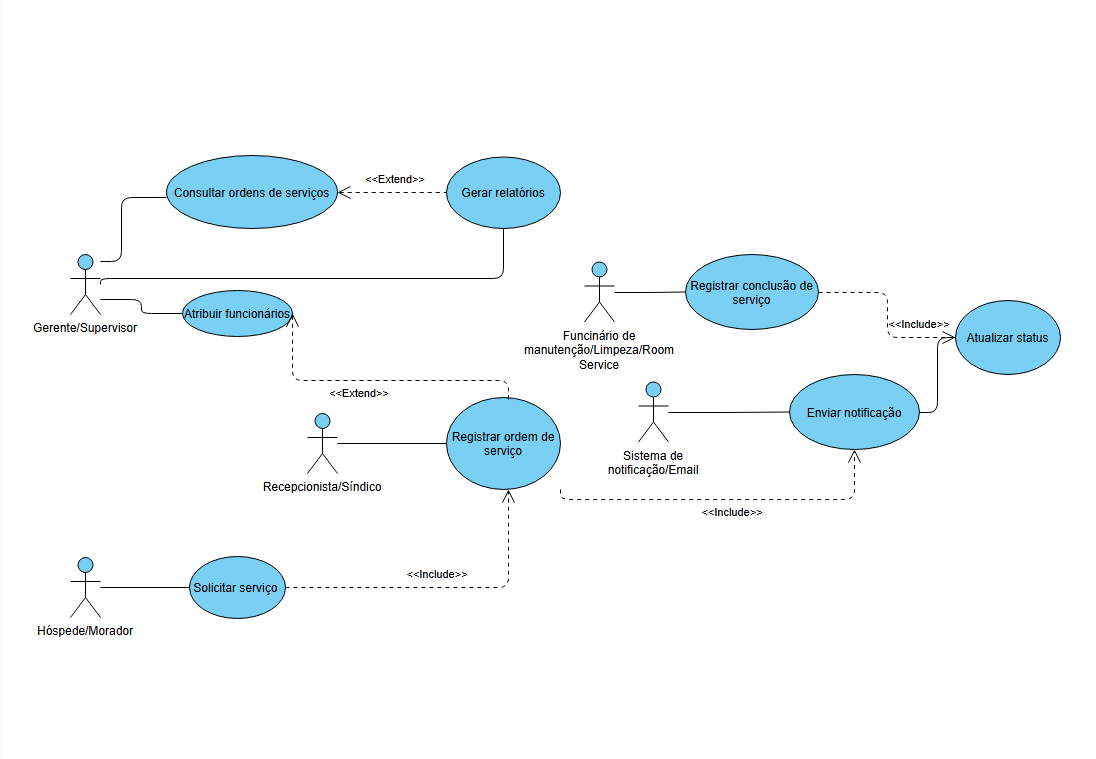 <<Extend>>
Consultar ordens de serviços
Gerar relatórios
Gerente/Supervisor
Atribuir funcionários
Registrar conclusão de
serviço
<<Include>>
Atualizar status
Funcinário de
manutenção/Limpeza/Room
Service
<<Extend>>
Enviar notificação
Registrar ordem de
serviço
Sistema de
notificação/Email
Recepcionista/Síndico
<<Include>>
<<Include>>
Solicitar serviço
Hóspede/Morador